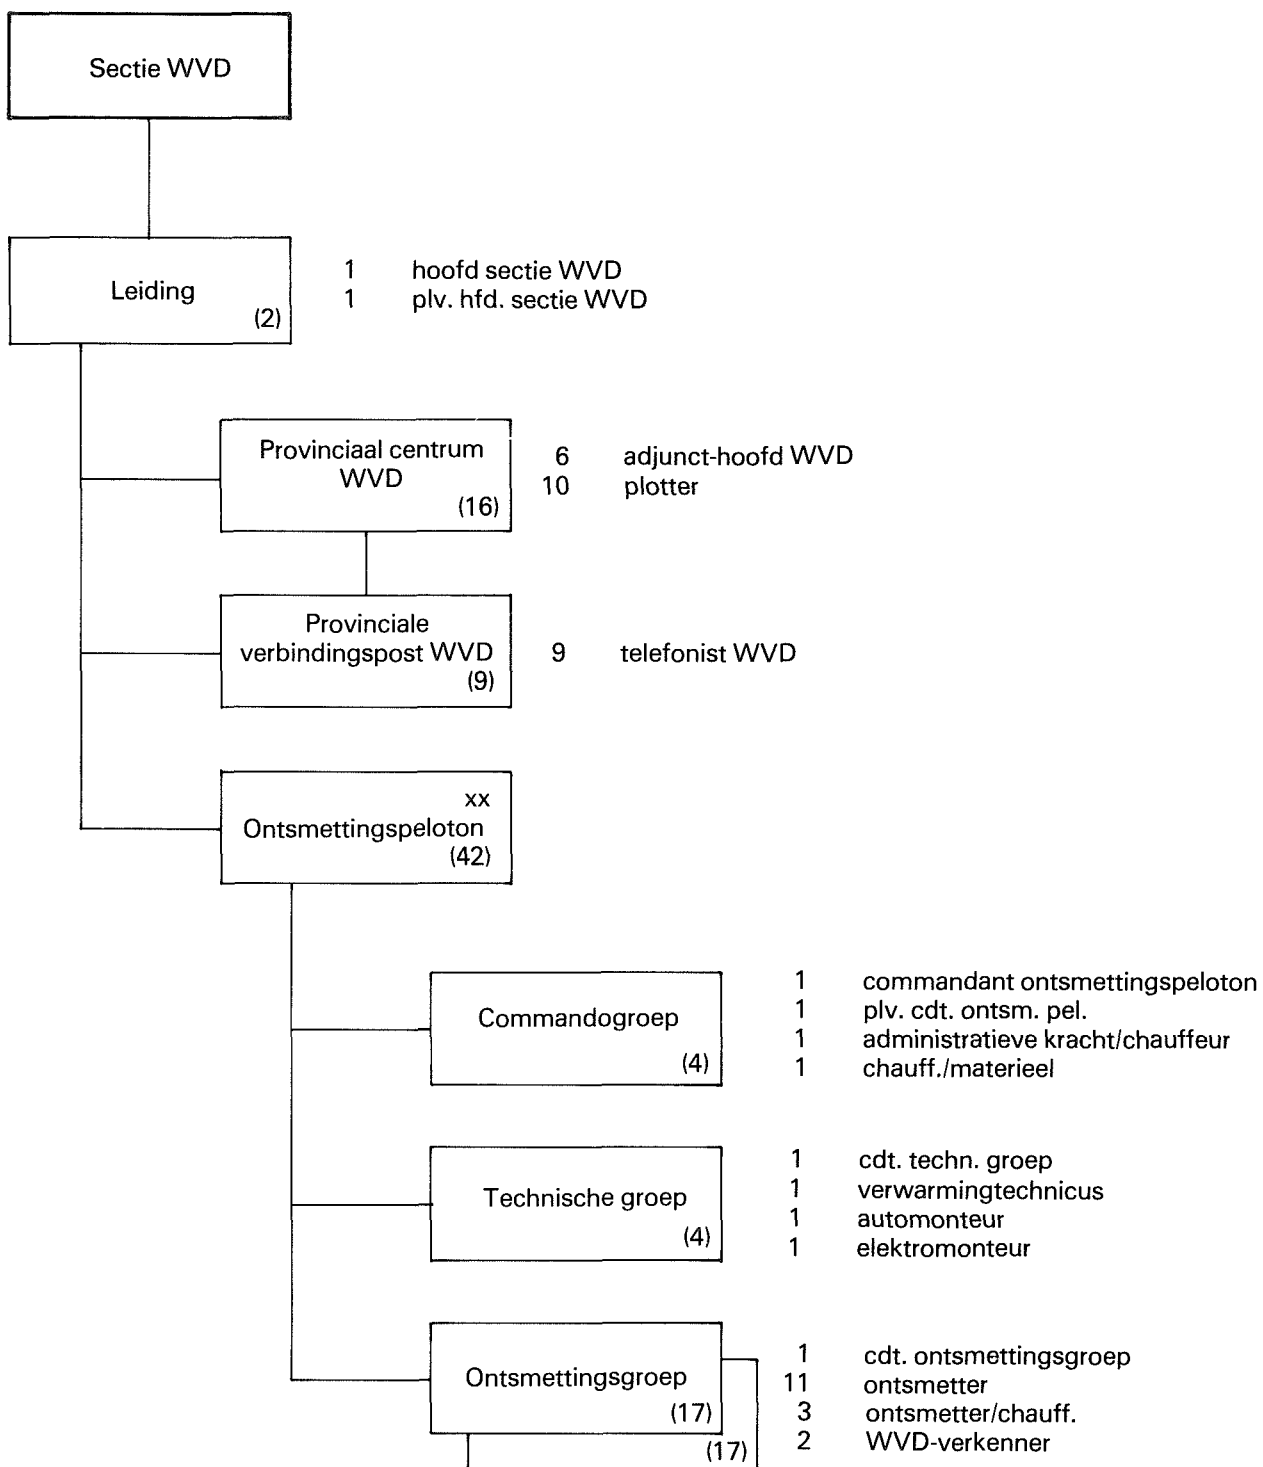 Sectie WVD
Leiding
(2)
1 hoofd sectie WVD
1 plv. hfd. sectie WVD
Provinciaal centrum
WVD
(16)
6 adjunct-hoofd WVD
10 plotter
Provinciale
verbindingspost WVD
(9)
9 telefonist WVD
xx
Ontsmettingspeloton
(42)
Commandogroep
(4)
1 commandant ontsmettingspeloton
1 plv. cdt. ontsm. pel.
1 administratieve kracht/chauffeur
1 chauff./materieel
Technische groep
(4)
1 cdt. techn. groep
1 verwarmingtechnicus
1 automonteur
1 elektromonteur
Ontsmettingsgroep
(17)
(17)
1 cdt. ontsmettingsgroep
11 ontsmetter
3 ontsmetter/chauff.
2 WVD-verkenner